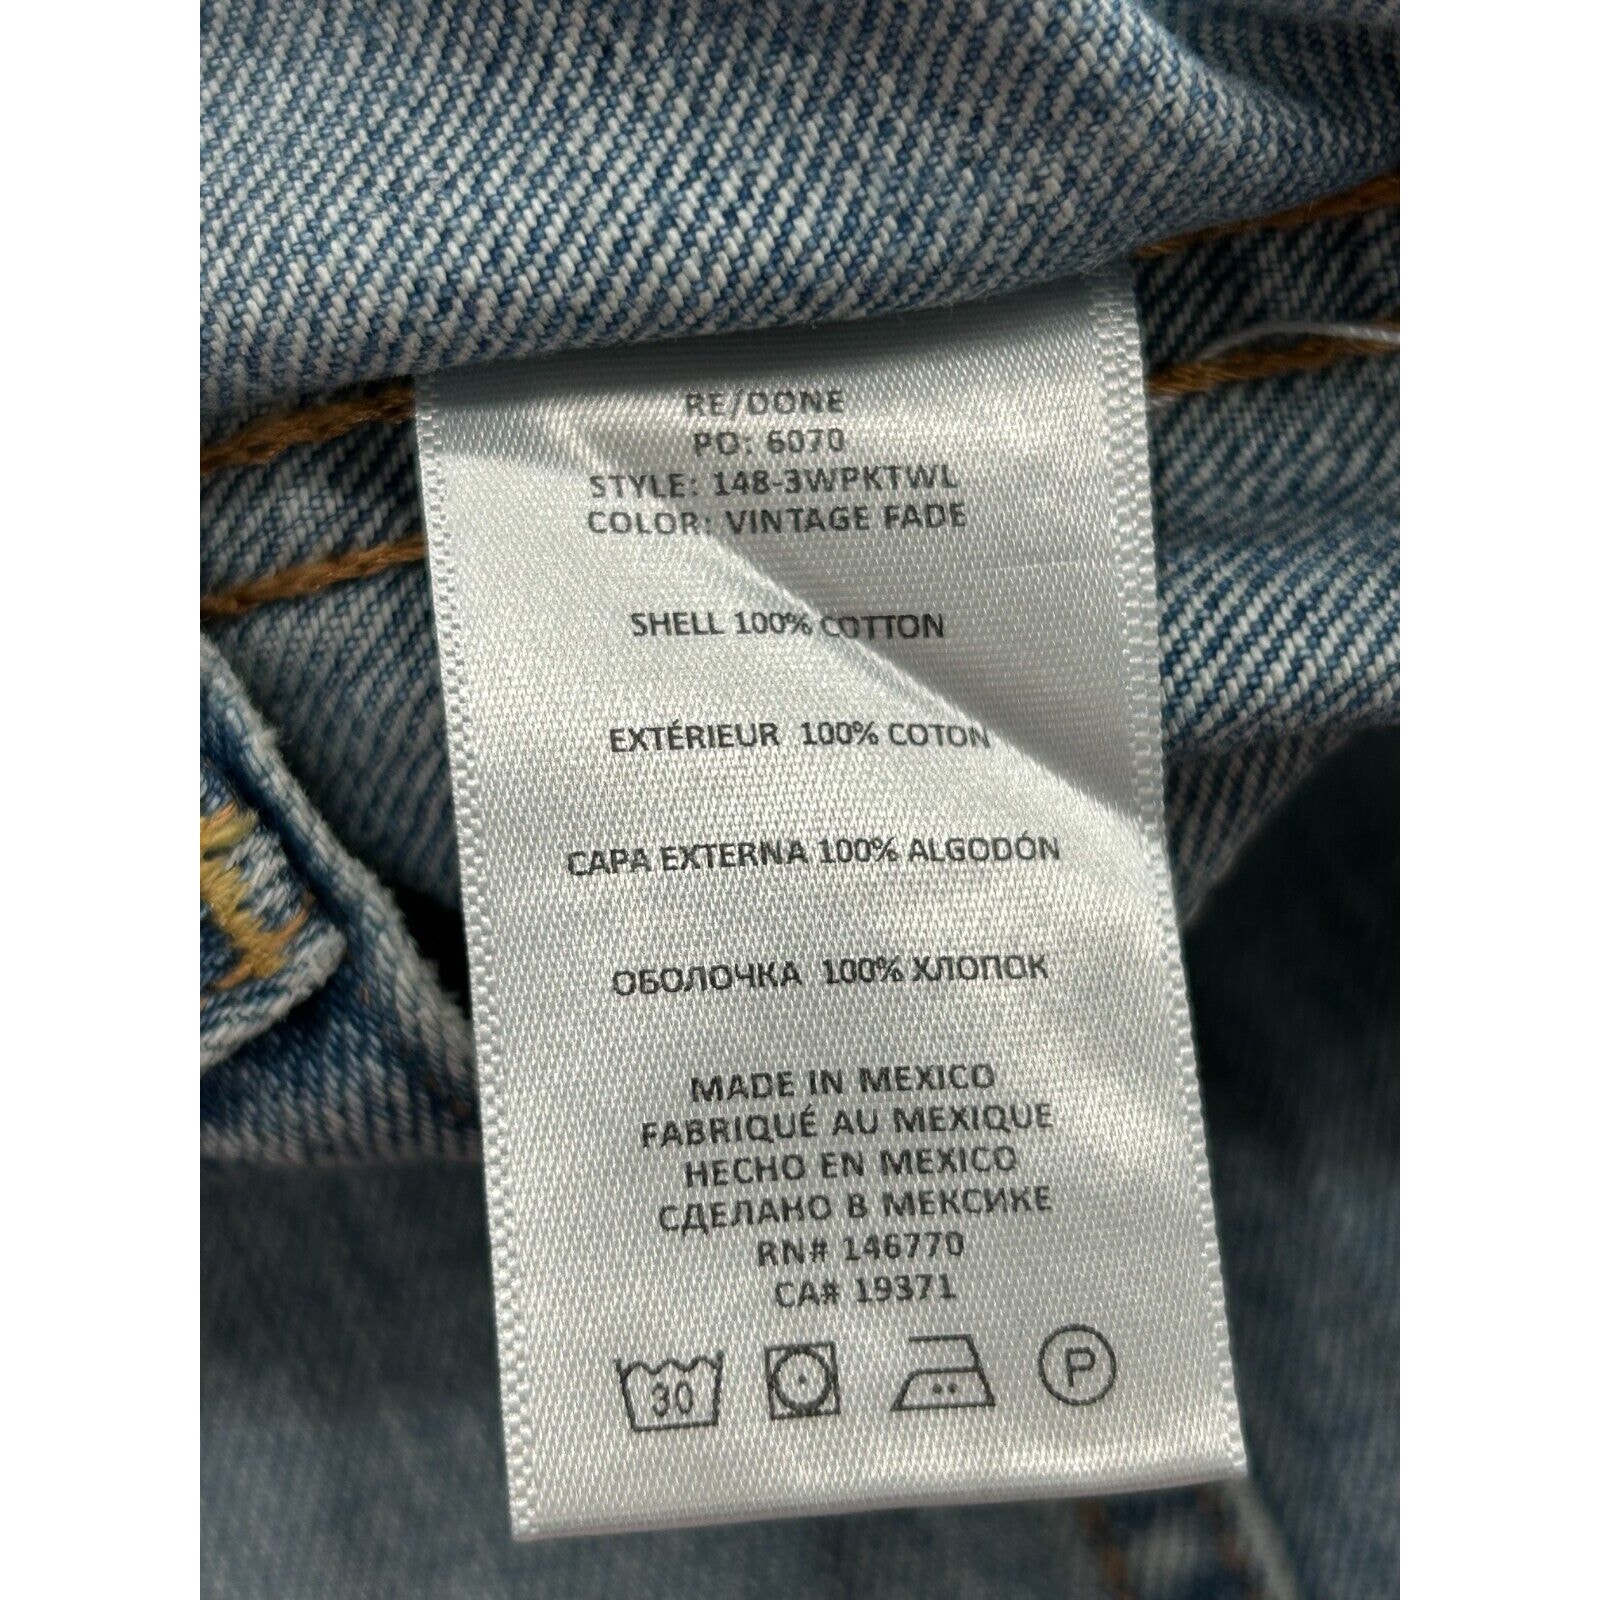 RE/DONE
PO: 6070
STYLE: 148-3WPKTWL
COLOR: VINTAGE FADE
SHELL 100% COTTON
EXTÉRIEUR 100% COTON
CAPA EXTERNA 100% ALGODÓN
ОБОЛОЧКА 100% ХЛОПОК
MADE IN MEXICO
FABRIQUÉ AU MEXIQUE
HECHO EN MEXICO
СДЕЛАНО В МЕКСИКЕ
RN# 146770
CA# 19371
30 P